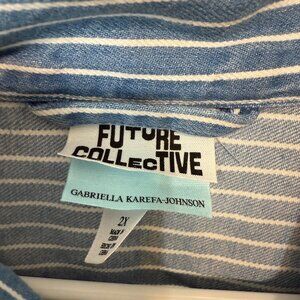 FUTURE
COLLECTIVE
GABRIELLA KAREFA-JOHNSON
2X